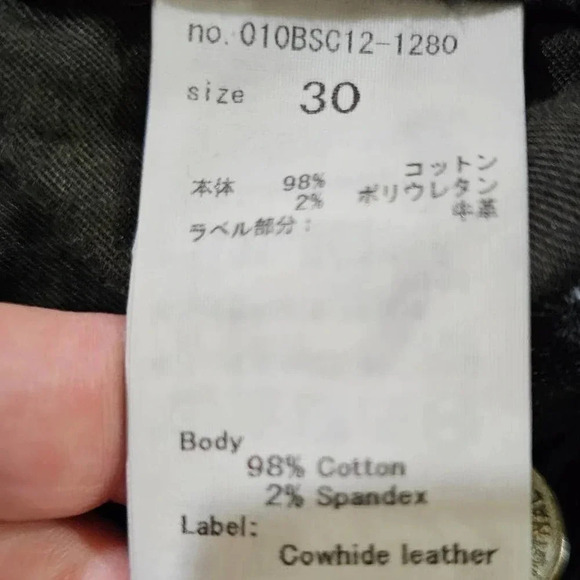 no. 010BSC12-1280
size 30
本体 98% コットン
2% ポリウレタン
ラベル部分： 牛革
Body
98% Cotton
2% Spandex
Label:
Cowhide leather